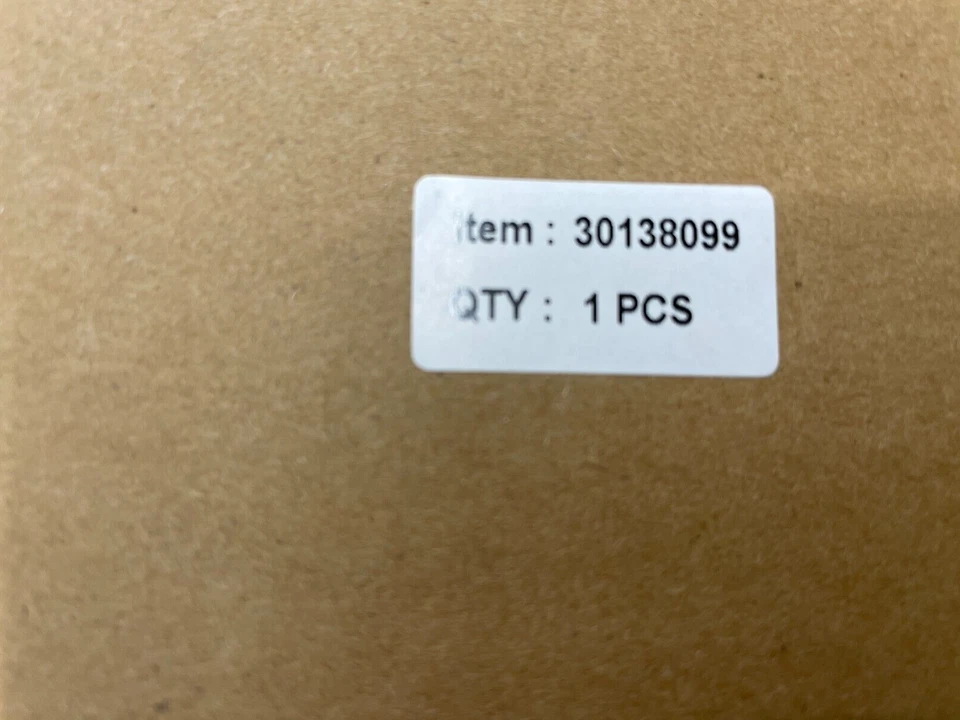 Item : 30138099
QTY : 1 PCS